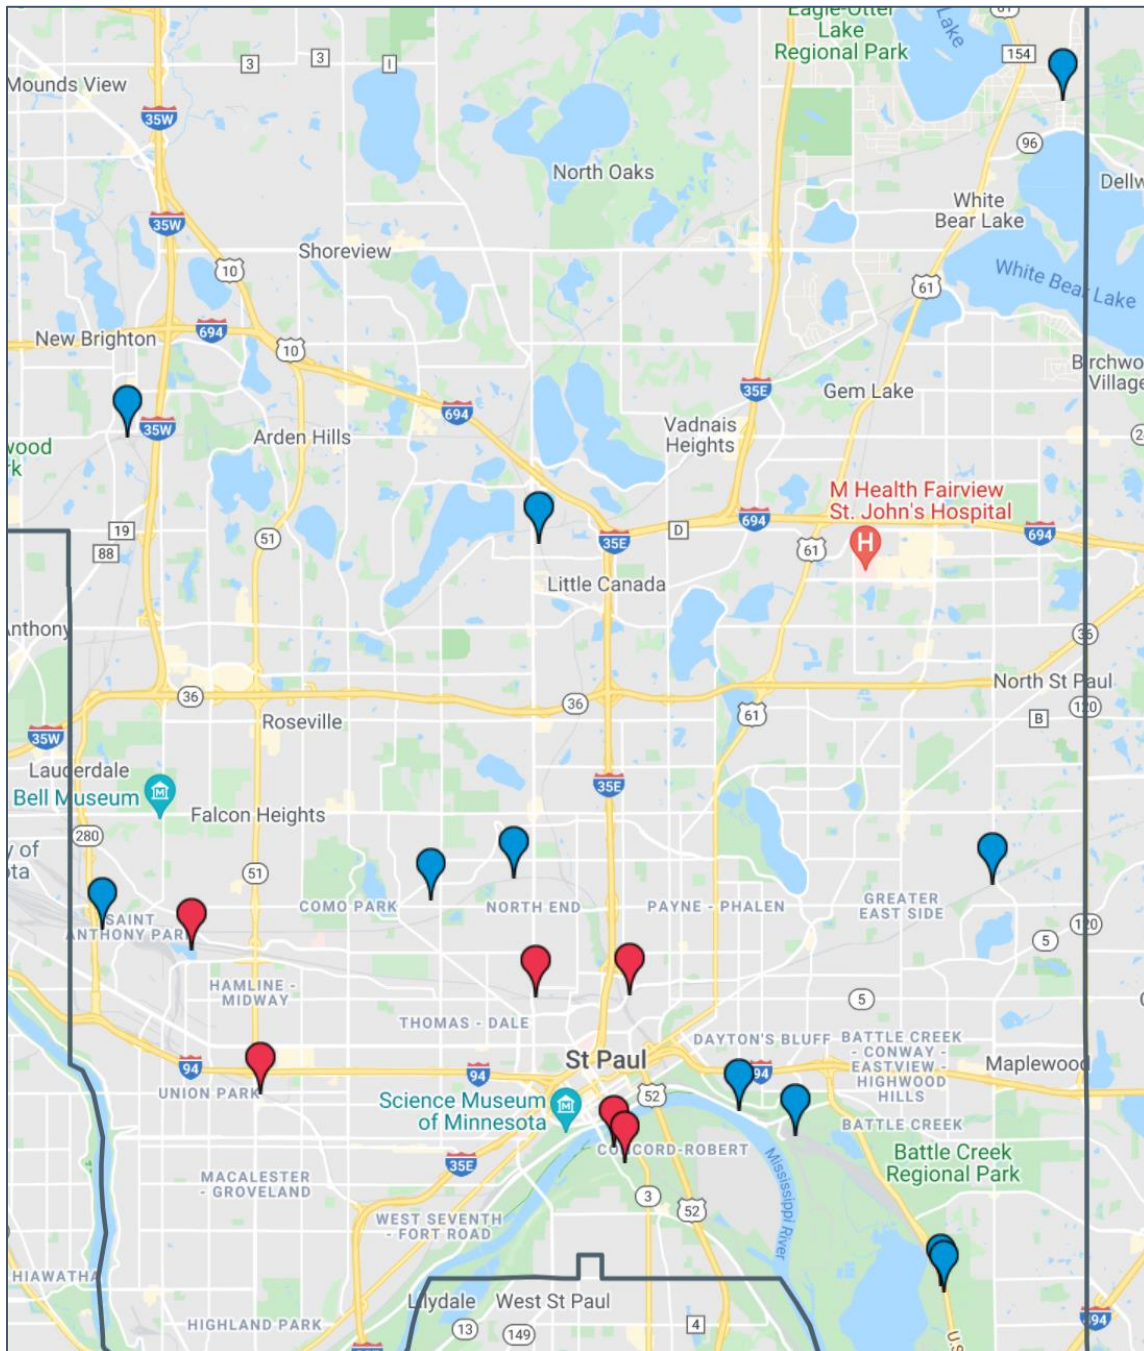 Eagle-Otter
Lake
Regional Park
Lake
61
154
3
3
I
Mounds View
35W
96
North Oaks
Dellw
White
Bear Lake
35W
Shoreview
10
White Bear Lake
61
694
New Brighton
10
Birchwo
Village
35E
Gem Lake
694
35W
Arden Hills
Vadnais
Heights
2
wood
rk
M Health Fairview
St. John's Hospital
H
19
88
51
35E
D
694
61
694
Little Canada
Anthony
36
36
36
North St Paul
120
B
61
Roseville
35W
Lauderdale
Bell Museum
35E
Falcon Heights
280
y of
ota
51
COMO PARK
NORTH END
PAYNE - PHALEN
GREATER
EAST SIDE
SAINT
ANTHONY PARK
120
5
HAMLINE -
MIDWAY
5
THOMAS - DALE
DAYTON'S BLUFF
BATTLE CREEK
- CONWAY -
EASTVIEW -
HIGHWOOD
HILLS
St Paul
Maplewood
94
94
94
UNION PARK
Science Museum
of Minnesota
52
BATTLE CREEK
CONCORD-ROBERT
Battle Creek
Regional Park
35E
MACALESTER
- GROVELAND
Mississippi River
3
52
WEST SEVENTH
- FORT ROAD
HIAWATHA
Lilydale
West St Paul
HIGHLAND PARK
13
149
4
494
U.S